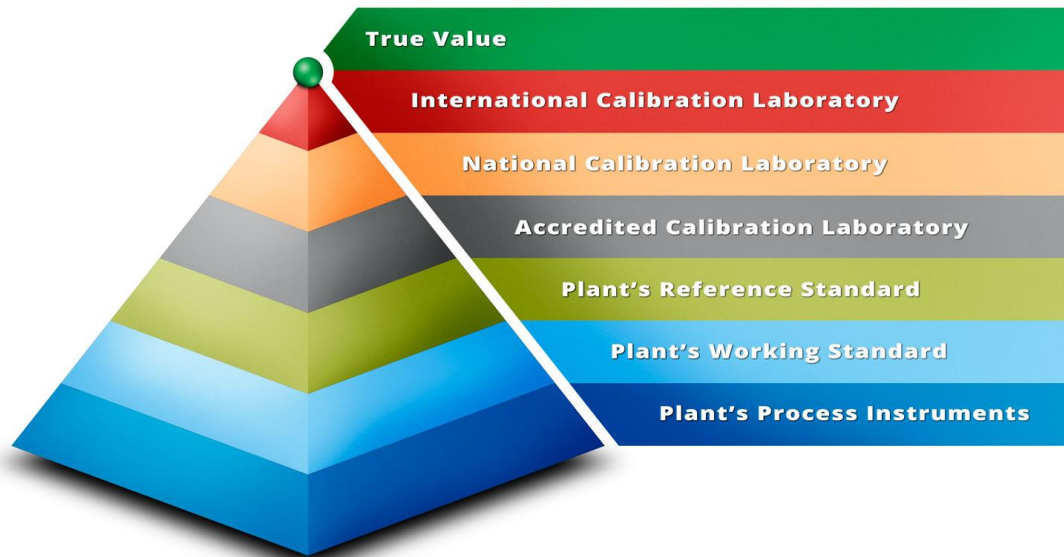 True Value
International Calibration Laboratory
National Calibration Laboratory
Accredited Calibration Laboratory
Plant’s Reference Standard
Plant’s Working Standard
Plant’s Process Instruments